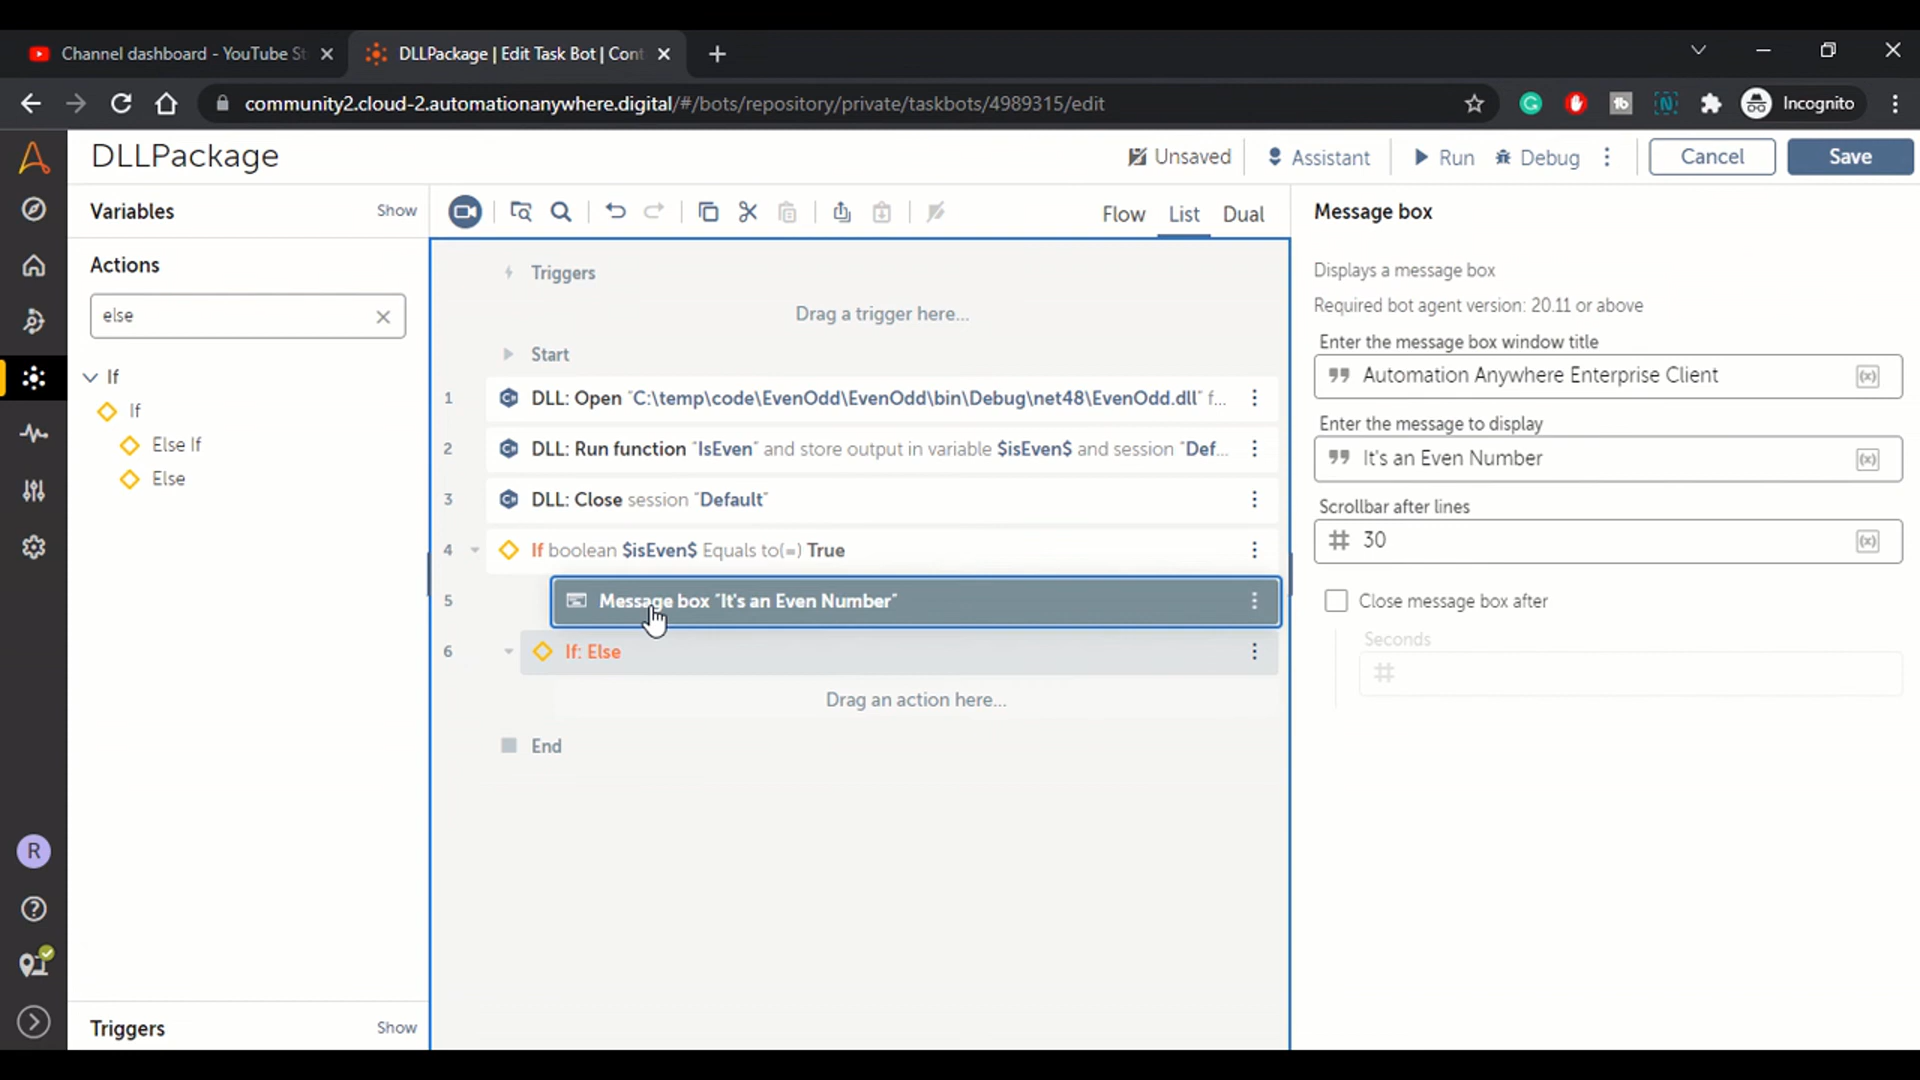 Channel dashboard - YouTube St
DLLPackage | Edit Task Bot | Cont
community2.cloud-2.automationanywhere.digital/#/bots/repository/private/taskbots/4989315/edit
Incognito
DLLPackage
Unsaved
Assistant
Run
Debug
Cancel
Save
Variables
Show
Flow
List
Dual
Message box
Actions
else
If
If
Else If
Else
Triggers
Drag a trigger here...
Start
1 DLL: Open "C:\temp\code\EvenOdd\EvenOdd\bin\Debug\net48\EvenOdd.dll" f...
2 DLL: Run function "IsEven" and store output in variable $isEven$ and session "Def...
3 DLL: Close session "Default"
4 If boolean $isEven$ Equals to(=) True
5 Message box "It's an Even Number"
6 If: Else
Drag an action here...
End
Displays a message box
Required bot agent version: 20.11 or above
Enter the message box window title
Automation Anywhere Enterprise Client
(x)
Enter the message to display
It's an Even Number
(x)
Scrollbar after lines
# 30
(x)
Close message box after
Seconds
#
R
Triggers
Show